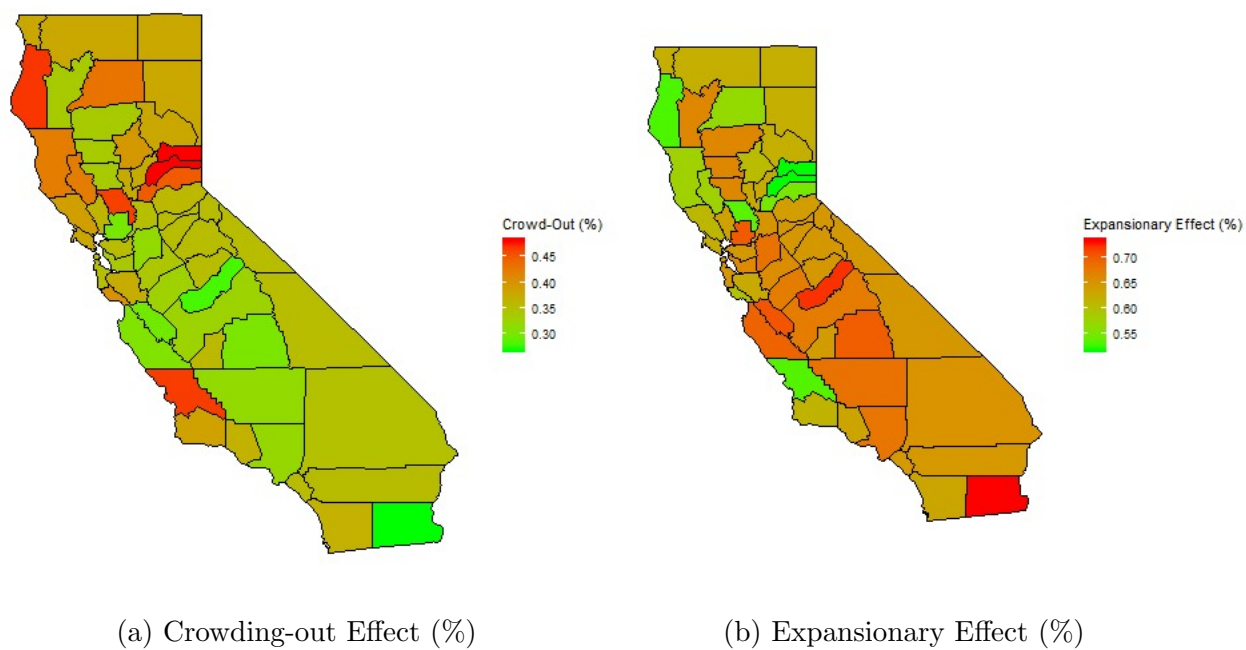 Crowd-Out (%)
0.45
0.40
0.35
0.30
Expansionary Effect (%)
0.70
0.65
0.60
0.55
(a) Crowding-out Effect (%)
(b) Expansionary Effect (%)